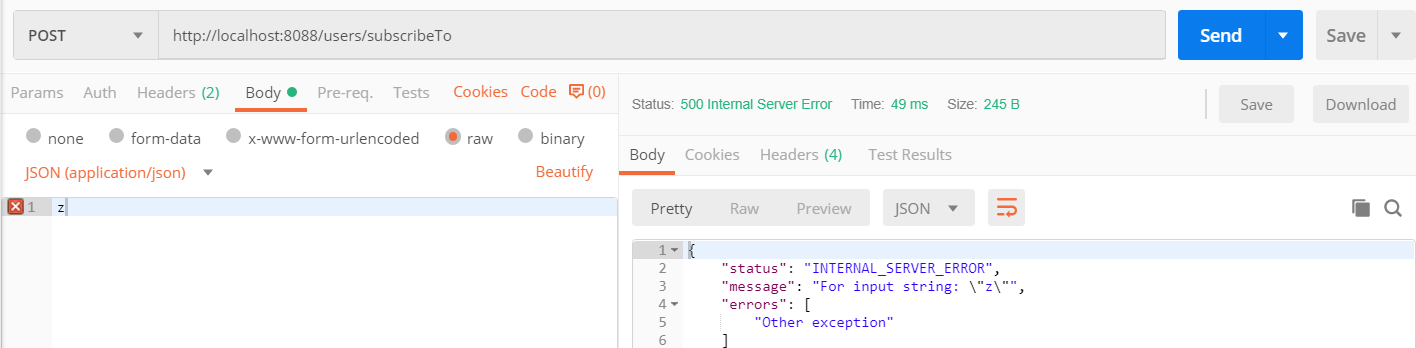 POST http://localhost:8088/users/subscribeTo Send Save
Params Auth Headers (2) Body Pre-req. Tests Cookies Code (0)
none form-data x-www-form-urlencoded raw binary
JSON (application/json) Beautify
1 z
Status: 500 Internal Server Error Time: 49 ms Size: 245 B Save Download
Body Cookies Headers (4) Test Results
Pretty Raw Preview JSON
1 {
2 "status": "INTERNAL_SERVER_ERROR",
3 "message": "For input string: \"z\"",
4 "errors": [
5 "Other exception"
6 ]